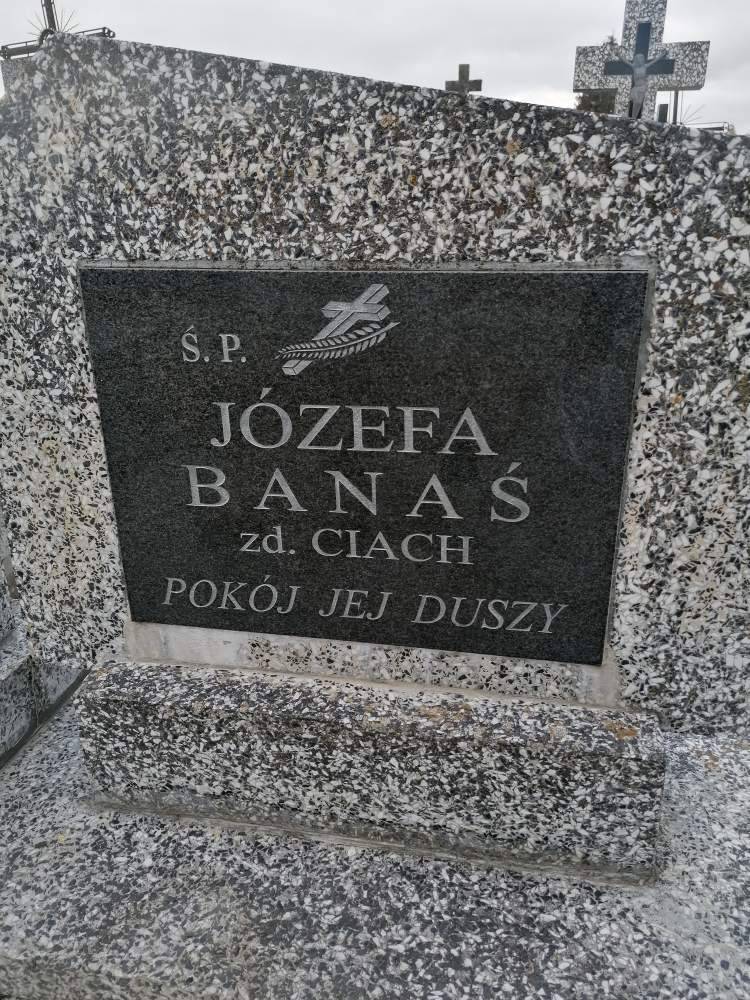 Ś.P.
JÓZEFA
BANAŚ
zd. CIACH
POKÓJ JEJ DUSZY